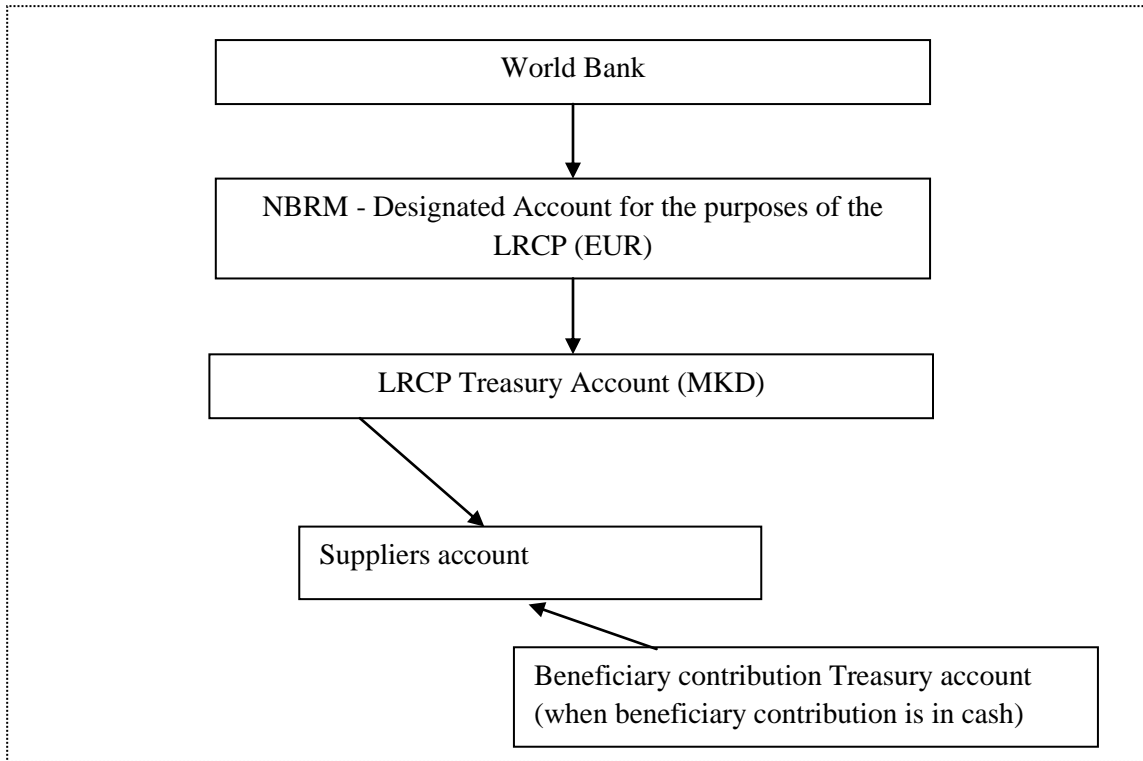 World Bank
NBRM - Designated Account for the purposes of the
LRCP (EUR)
LRCP Treasury Account (MKD)
Suppliers account
Beneficiary contribution Treasury account
(when beneficiary contribution is in cash)